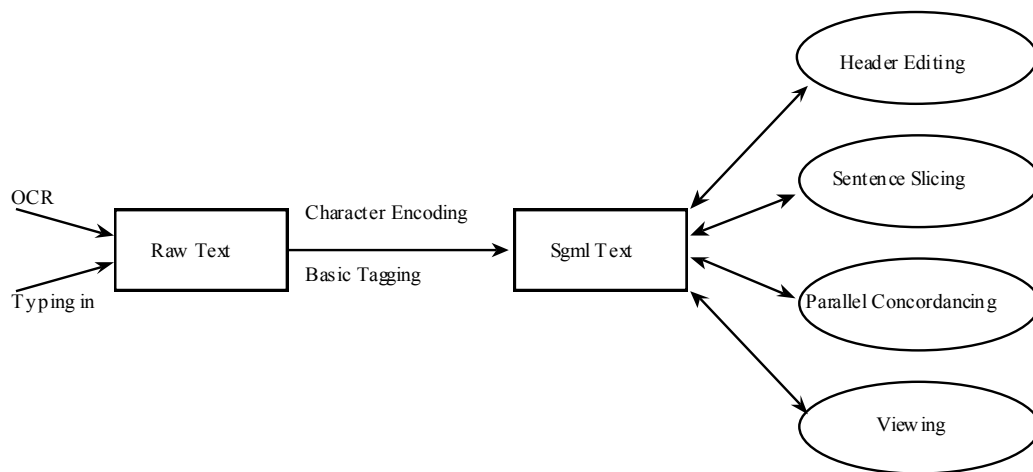 Header Editing
Sentence Slicing
OCR
Character Encoding
Raw Text
Sgml Text
Basic Tagging
Typing in
Parallel Concordancing
Viewing